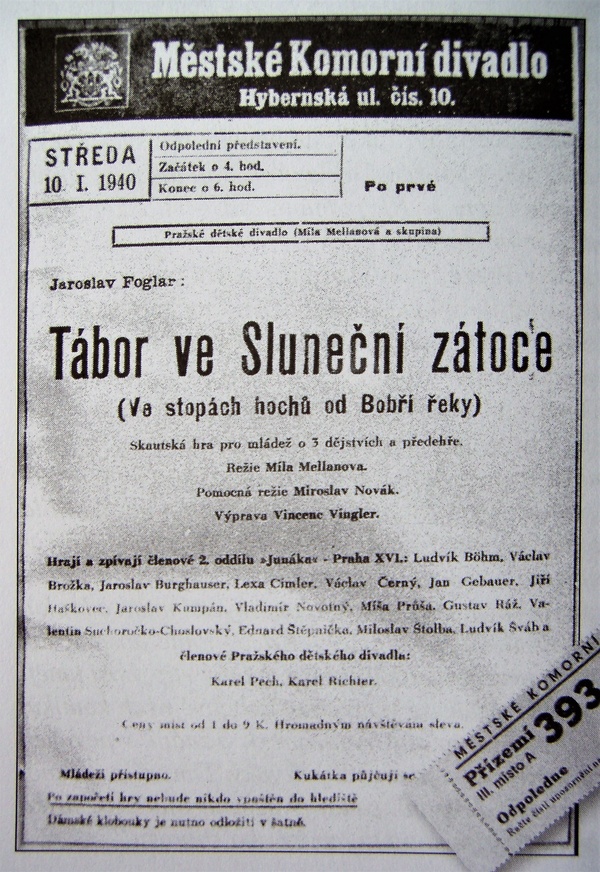 Městské Komorní divadlo
Hybernská ul. čís. 10.
STŘEDA
10. I. 1940
Odpolední představení.
Začátek o 4. hod.
Konec o 6. hod.
Po prvé
Pražské dětské divadlo (Míla Mellanová a skupina)
Jaroslav Foglar:
Tábor ve Sluneční zátoce
(Ve stopách hochů od Bobří řeky)
Skautská hra pro mládež o 3 dějstvích a předehře.
Režie Míla Mellanova.
Pomocná režie Miroslav Novák.
Výprava Vincenc Vingler.
Hrají a zpívají členové 2. oddílu »Junáka« - Praha XVI.: Ludvík Böhm, Václav
Brožka, Jaroslav Burghauser, Lexa Cimler, Václav Černý, Jan Gebauer, Jiří
Haškovec, Jaroslav Kumpán, Vladimír Novotný, Míša Průša, Gustav Ráž, Va-
lentin Suchoročko-Choslovský, Eduard Štěpnička, Miloslav Štolba, Ludvík Šváb a
členové Pražského dětského divadla:
Karel Pech, Karel Richter.
Ceny míst od 1 do 9 K. Hromadným návštěvám sleva.
Mládeži přístupno.
Kukátka půjčují se
Po započetí hry nebude nikdo vpuštěn do hlediště
Dámské klobouky je nutno odložiti v šatně.
MĚSTSKÉ KOMORNÍ
Přízemí 393
III. místo A
Odpoledne